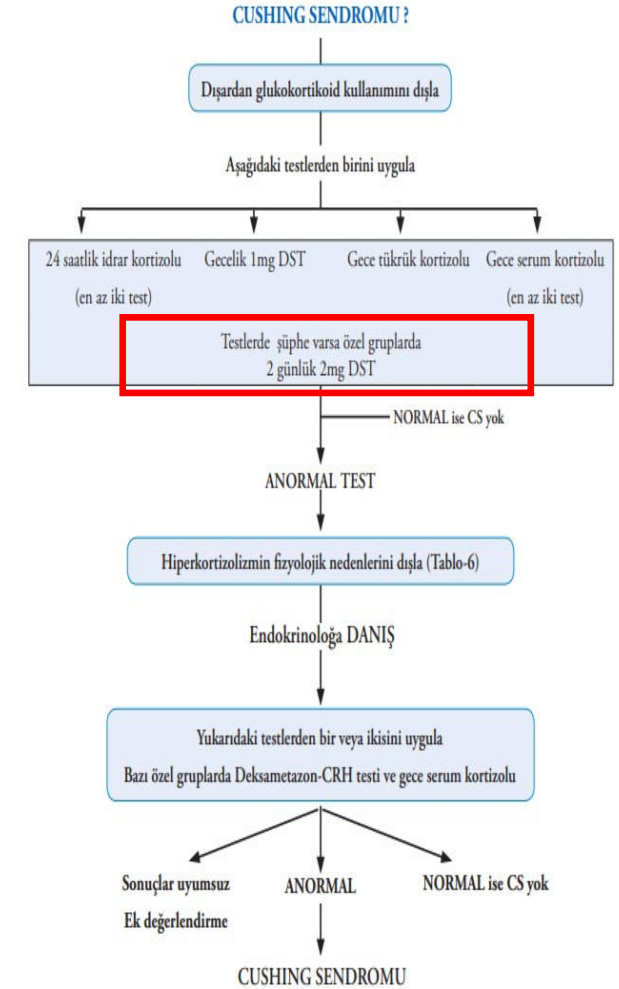 CUSHING SENDROMU ?
Dışardan glukokortikoid kullanımını dışla
Aşağıdaki testlerden birini uygula
24 saatlik idrar kortizolu
(en az iki test)
Gecelik 1mg DST
Gece tükrük kortizolu
Gece serum kortizolu
(en az iki test)
Testlerde şüphe varsa özel gruplarda
2 günlük 2mg DST
NORMAL ise CS yok
ANORMAL TEST
Hiperkortizolizmin fizyolojik nedenlerini dışla (Tablo-6)
Endokrinoloğa DANIŞ
Yukarıdaki testlerden bir veya ikisini uygula
Bazı özel gruplarda Deksametazon-CRH testi ve gece serum kortizolu
Sonuçlar uyumsuz
Ek değerlendirme
ANORMAL
NORMAL ise CS yok
CUSHING SENDROMU